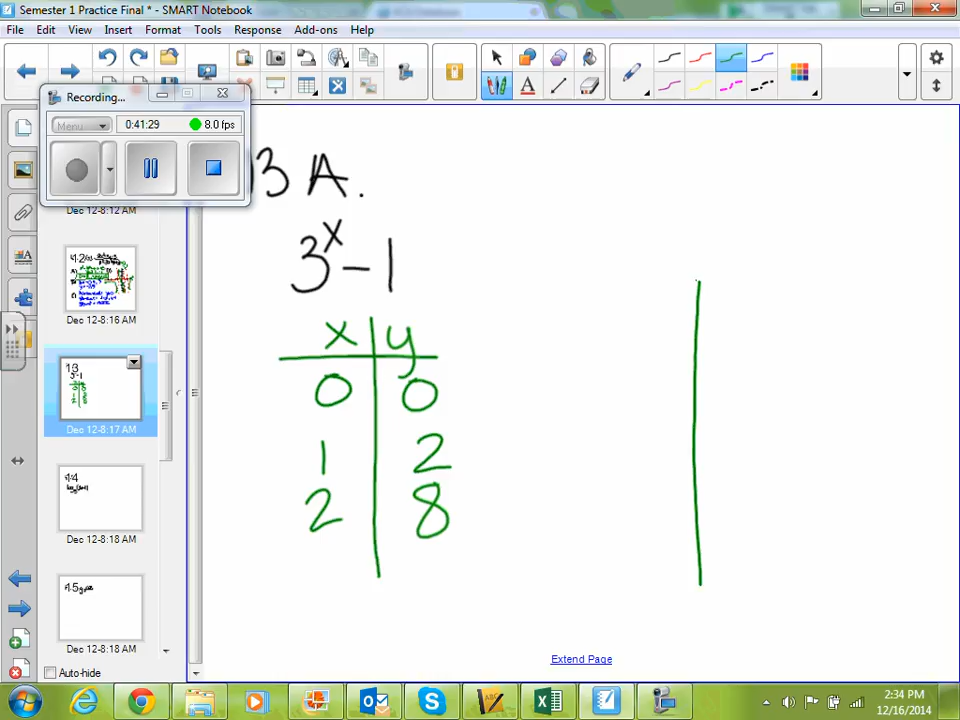 Semester 1 Practice Final * - SMART Notebook
File Edit View Insert Format Tools Response Add-ons Help
Recording...
Menu 0:41:29 8.0 fps
3 A.
3^x - 1
x y
0 0
1 2
2 8
Dec 12-8:12 AM
Dec 12-8:16 AM
13
3^x-1
Dec 12-8:17 AM
Dec 12-8:18 AM
Dec 12-8:18 AM
Auto-hide
Extend Page
2:34 PM
12/16/2014